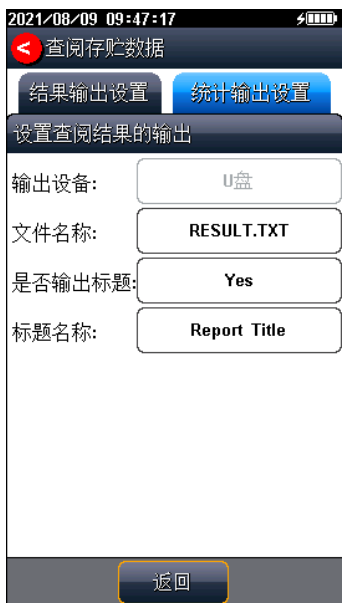 2021/08/09 09:47:17
< 查阅存贮数据
结果输出设置 统计输出设置
设置查阅结果的输出
输出设备: U盘
文件名称: RESULT.TXT
是否输出标题: Yes
标题名称: Report Title
返回